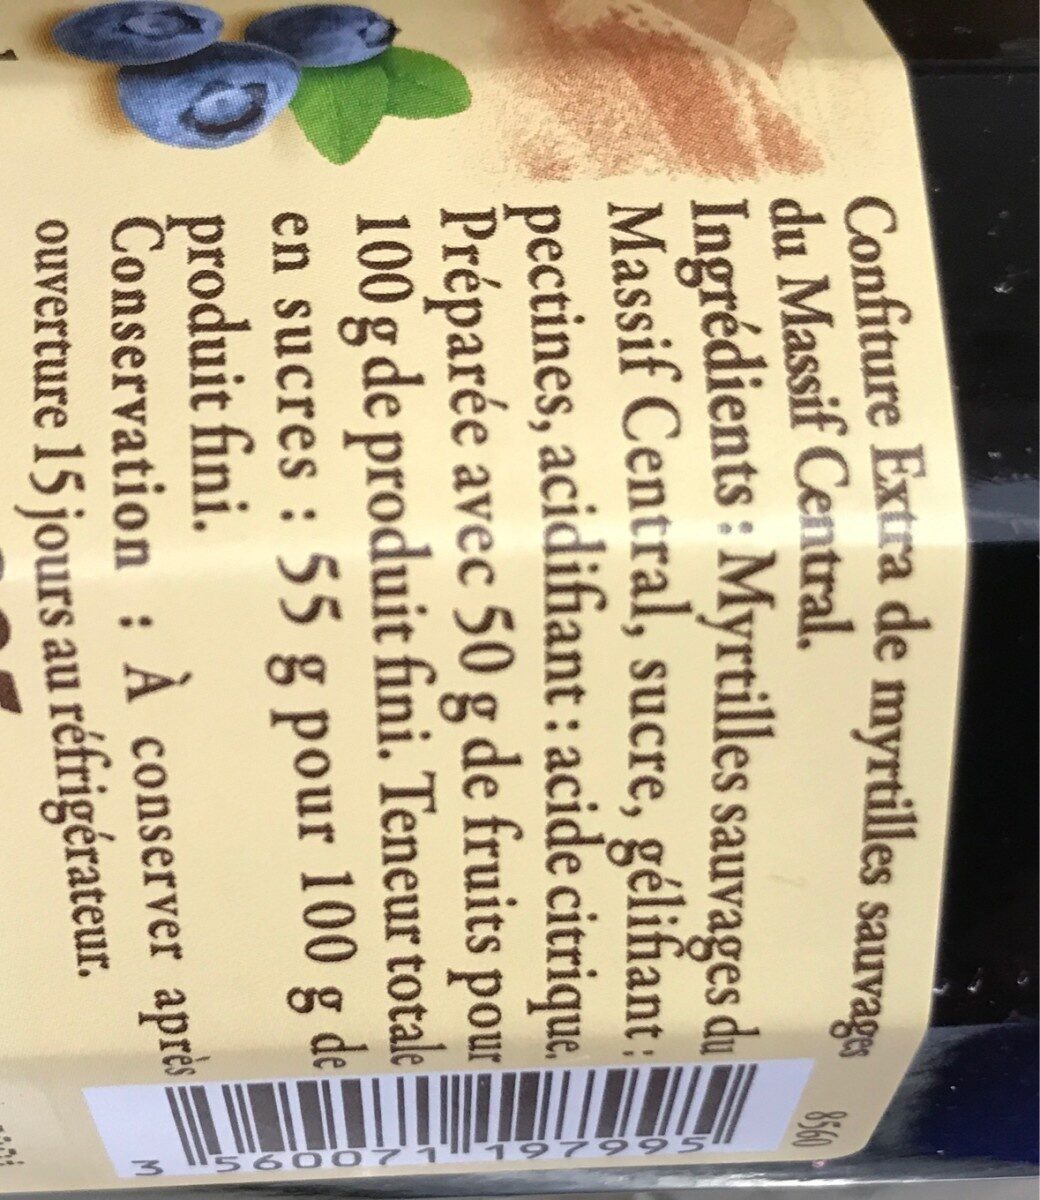 Confiture Extra de myrtilles sauvages
du Massif Central.
Ingrédients : Myrtilles sauvages du
Massif Central, sucre, gélifiant :
pectines, acidifiant : acide citrique.
Préparée avec 50 g de fruits pour
100 g de produit fini. Teneur totale
en sucres : 55 g pour 100 g de
produit fini.
Conservation : À conserver après
ouverture 15 jours au réfrigérateur.
8560
3 560071 197995